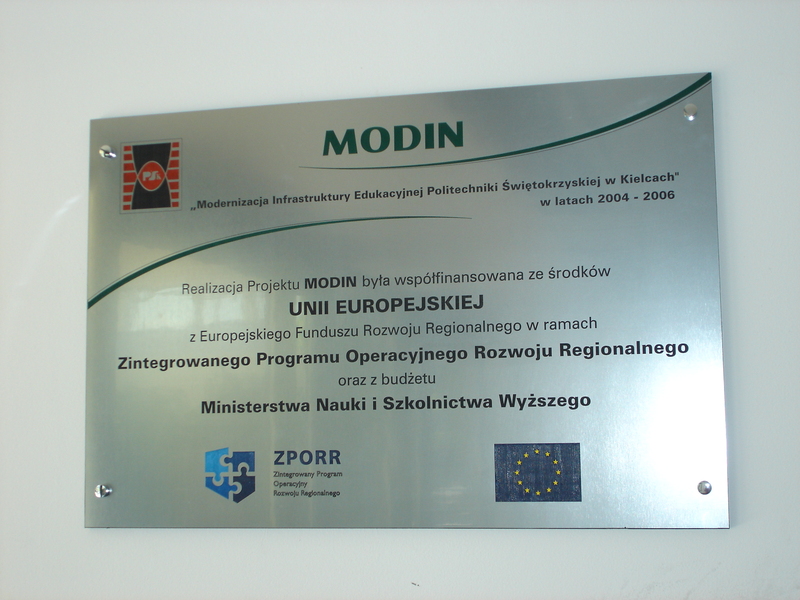 MODIN
PŚk
„Modernizacja Infrastruktury Edukacyjnej Politechniki Świętokrzyskiej w Kielcach"
w latach 2004 - 2006
Realizacja Projektu MODIN była współfinansowana ze środków
UNII EUROPEJSKIEJ
z Europejskiego Funduszu Rozwoju Regionalnego w ramach
Zintegrowanego Programu Operacyjnego Rozwoju Regionalnego
oraz z budżetu
Ministerstwa Nauki i Szkolnictwa Wyższego
ZPORR
Zintegrowany Program
Operacyjny
Rozwoju Regionalnego